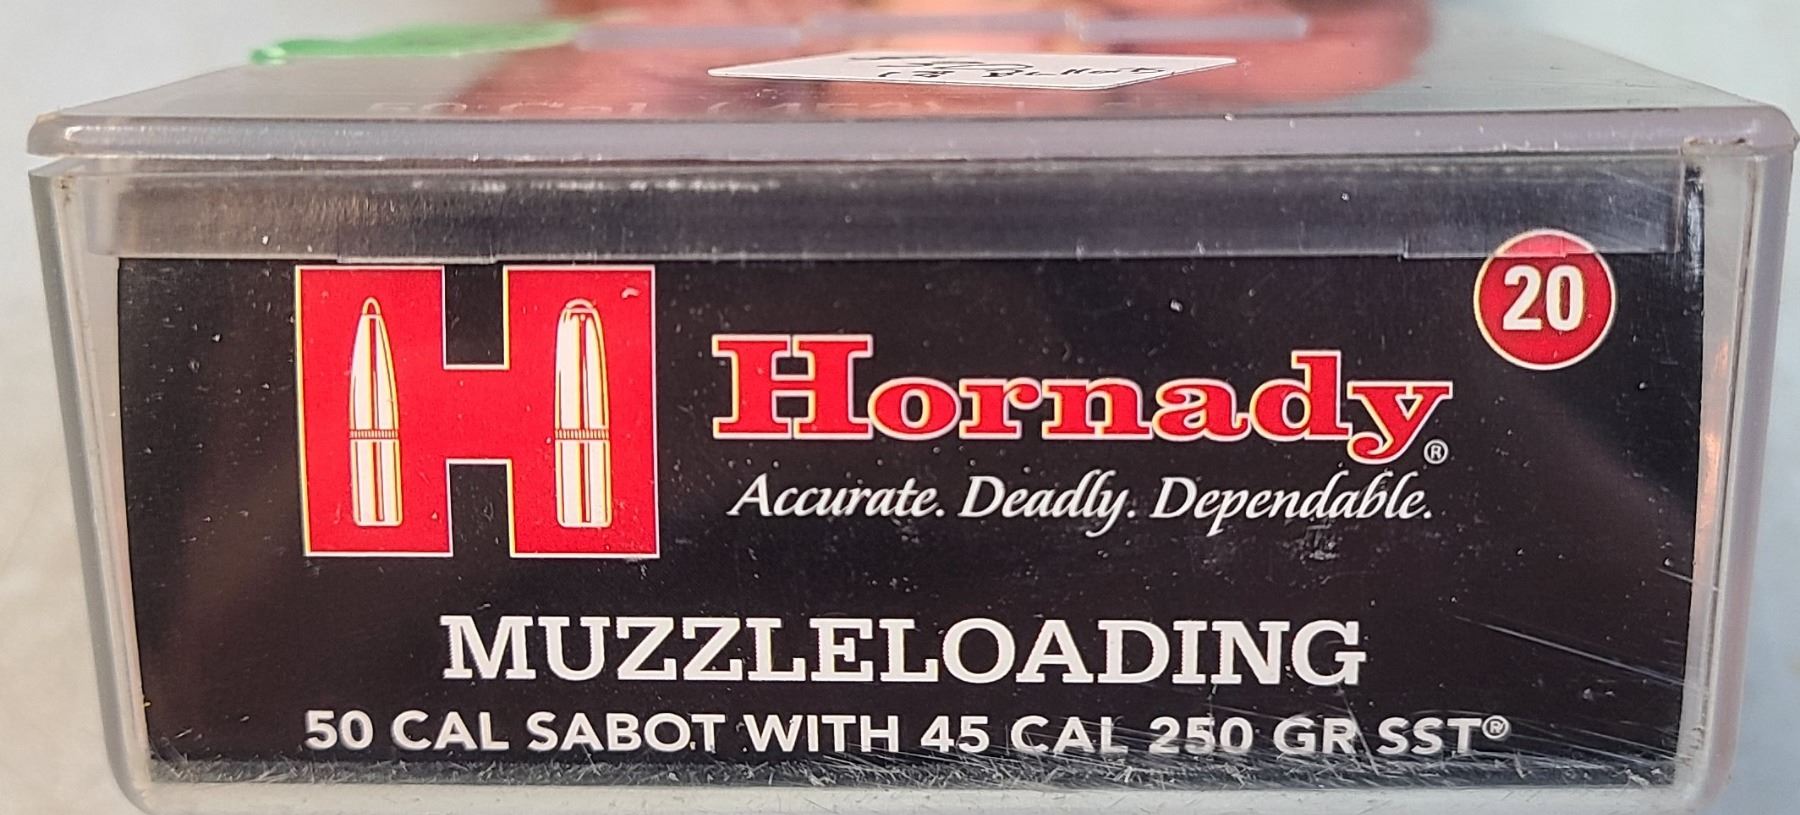 20
Hornady®
Accurate. Deadly. Dependable.
MUZZLELOADING
50 CAL SABOT WITH 45 CAL 250 GR SST®